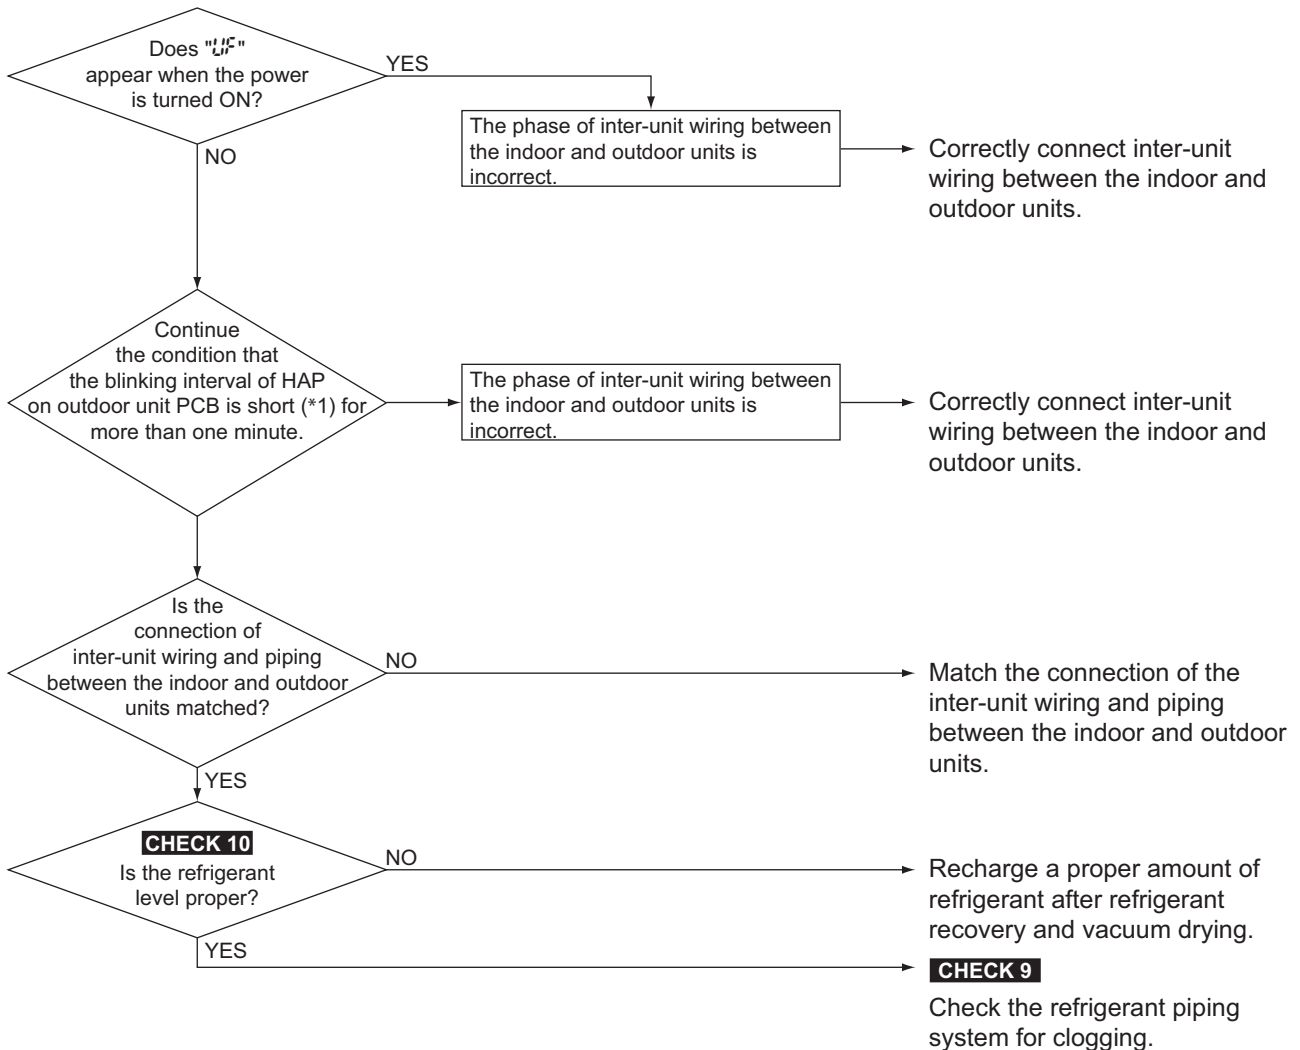 Does "UF"
appear when the power
is turned ON?
YES
The phase of inter-unit wiring between
the indoor and outdoor units is
incorrect.
Correctly connect inter-unit
wiring between the indoor and
outdoor units.
NO
Continue
the condition that
the blinking interval of HAP
on outdoor unit PCB is short (*1) for
more than one minute.
The phase of inter-unit wiring between
the indoor and outdoor units is
incorrect.
Correctly connect inter-unit
wiring between the indoor and
outdoor units.
Is the
connection of
inter-unit wiring and piping
between the indoor and outdoor
units matched?
NO
Match the connection of the
inter-unit wiring and piping
between the indoor and outdoor
units.
YES
CHECK 10
Is the refrigerant
level proper?
NO
Recharge a proper amount of
refrigerant after refrigerant
recovery and vacuum drying.
YES
CHECK 9
Check the refrigerant piping
system for clogging.